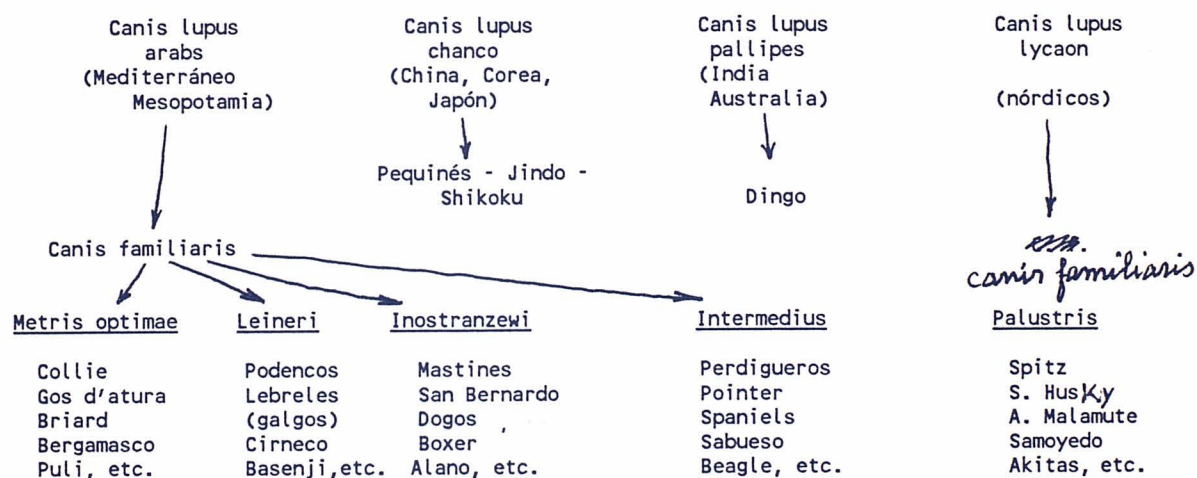 Canis lupus
arabs
(Mediterráneo
Mesopotamia)
Canis lupus
chanco
(China, Corea,
Japón)
Canis lupus
pallipes
(India
Australia)
Canis lupus
lycaon
(nórdicos)
Pequinés - Jindo -
Shikoku
Dingo
Canis familiaris
canis familiaris
Metris optimae
Collie
Gos d'atura
Briard
Bergamasco
Puli, etc.
Leineri
Podencos
Lebreles
(galgos)
Cirneco
Basenji,etc.
Inostranzewi
Mastines
San Bernardo
Dogos
Boxer
Alano, etc.
Intermedius
Perdigueros
Pointer
Spaniels
Sabueso
Beagle, etc.
Palustris
Spitz
S. Husky
A. Malamute
Samoyedo
Akitas, etc.